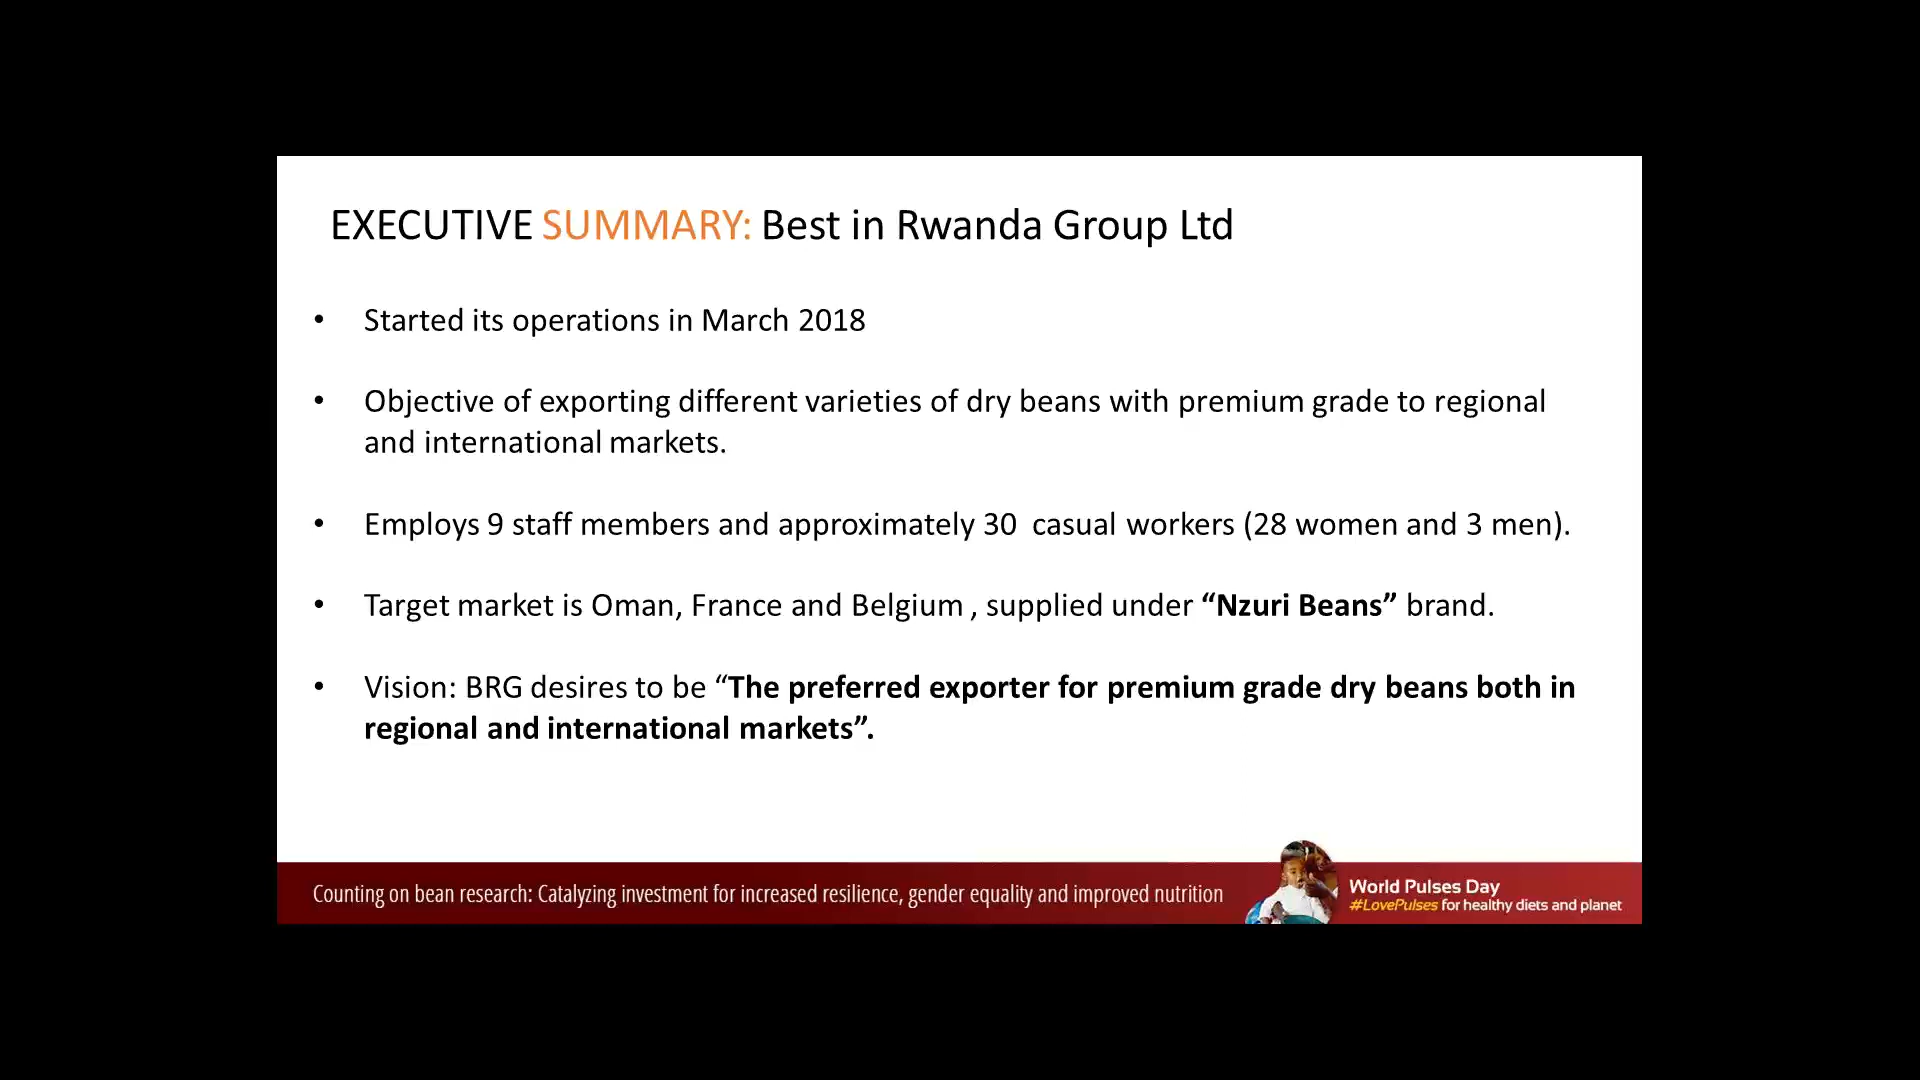 EXECUTIVE SUMMARY: Best in Rwanda Group Ltd
• Started its operations in March 2018
• Objective of exporting different varieties of dry beans with premium grade to regional
and international markets.
• Employs 9 staff members and approximately 30  casual workers (28 women and 3 men).
• Target market is Oman, France and Belgium , supplied under “Nzuri Beans” brand.
• Vision: BRG desires to be “The preferred exporter for premium grade dry beans both in
regional and international markets”.
Counting on bean research: Catalyzing investment for increased resilience, gender equality and improved nutrition
World Pulses Day
#LovePulses for healthy diets and planet